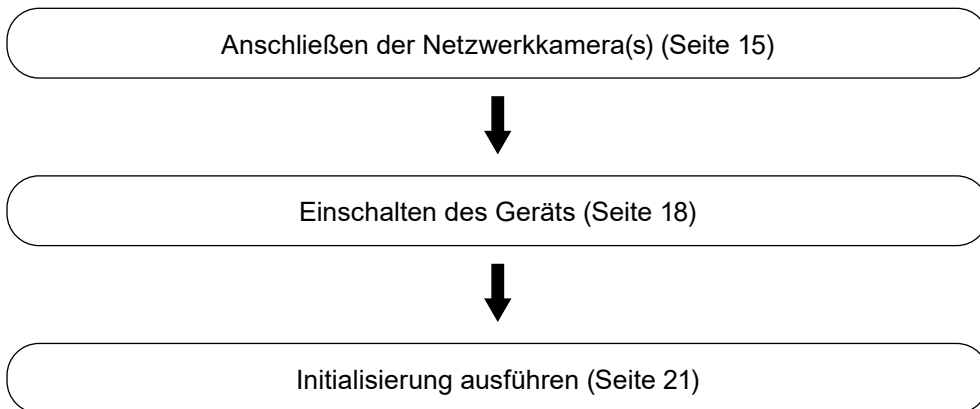 Anschließen der Netzwerkkamera(s) (Seite 15)
Einschalten des Geräts (Seite 18)
Initialisierung ausführen (Seite 21)